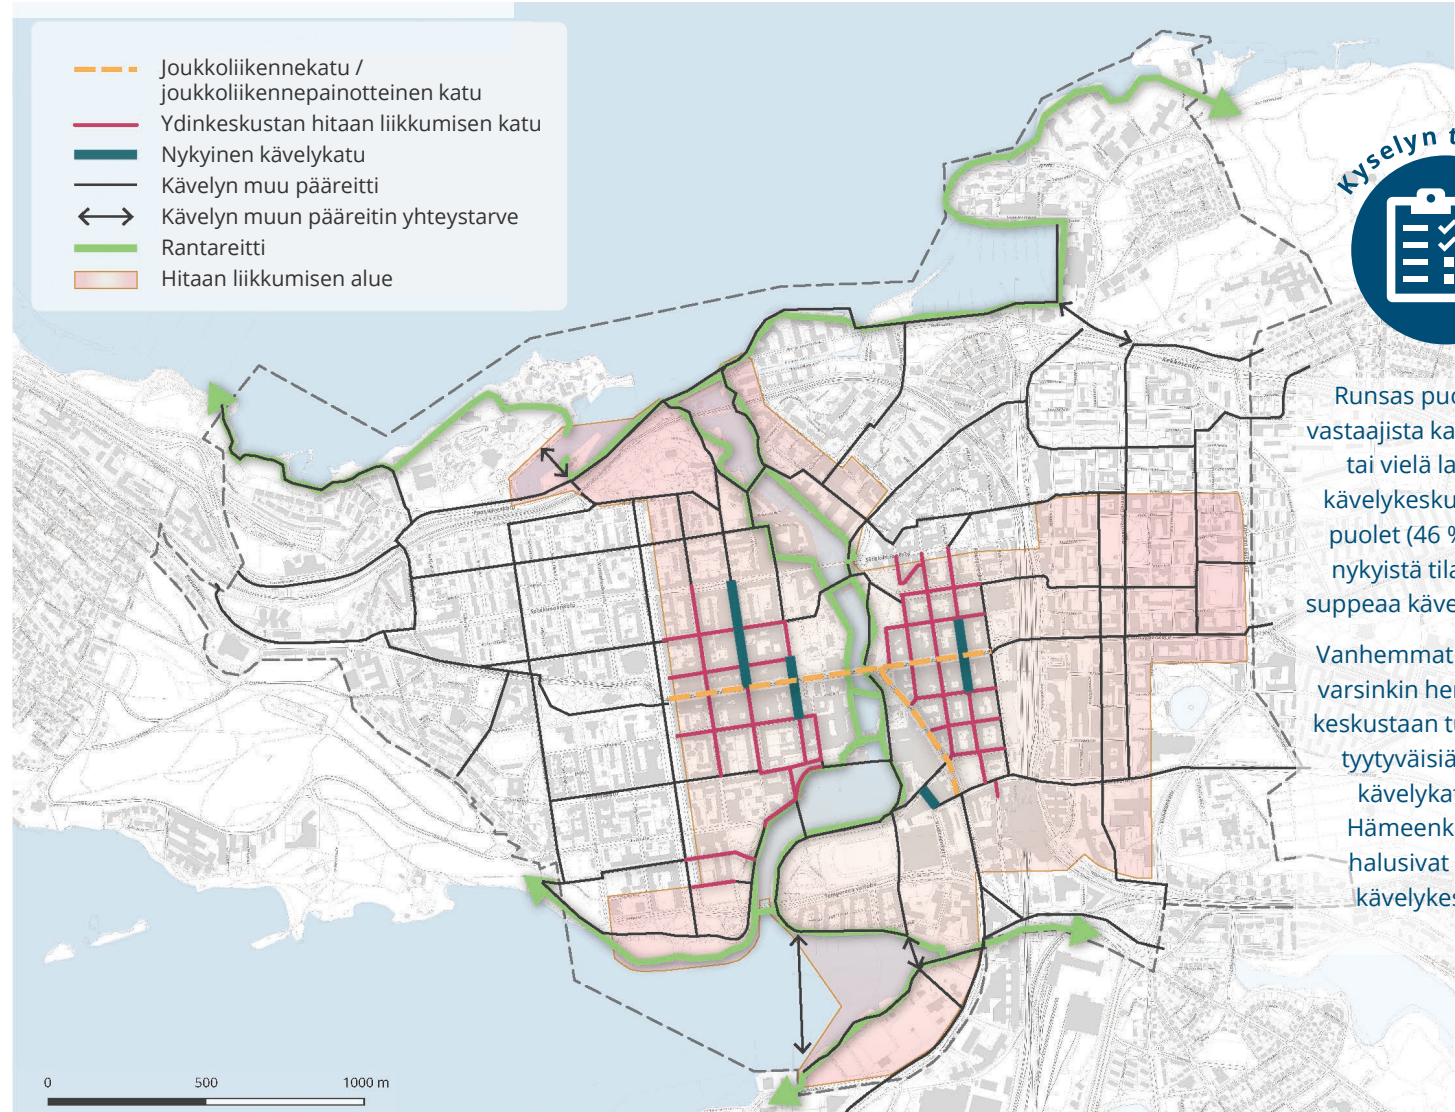 Joukkoliikennekatu /
joukkoliikennepainotteinen katu
Ydinkeskustan hitaan liikkumisen katu
Nykyinen kävelykatu
Kävelyn muu pääreitti
Kävelyn muun pääreitin yhteystarve
Rantareitti
Hitaan liikkumisen alue
Kyselyn t
Runsas puo
vastaajista ka
tai vielä la
kävelykesku
puolet (46 %
nykyistä tila
suppeaa käve
Vanhemmat
varsinkin hen
keskustaan tu
tyytyväisiä
kävelykat
Hämeenk
halusivat
kävelykes
0 500 1000 m